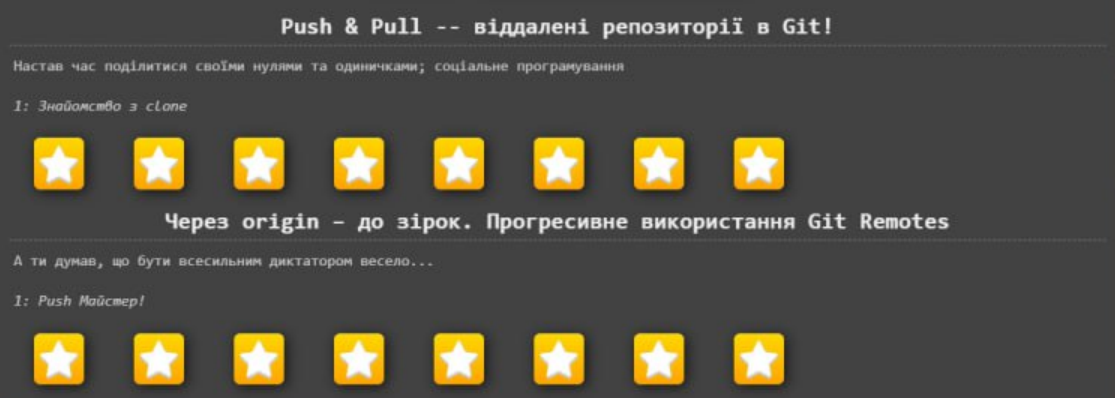 Push & Pull -- віддалені репозиторії в Git!
Настав час поділитися своїми нулями та одиничками; соціальне програмування
1: Знайомство з clone
Через origin – до зірок. Прогресивне використання Git Remotes
А ти думав, що бути всесильним диктатором весело...
1: Push Майстер!